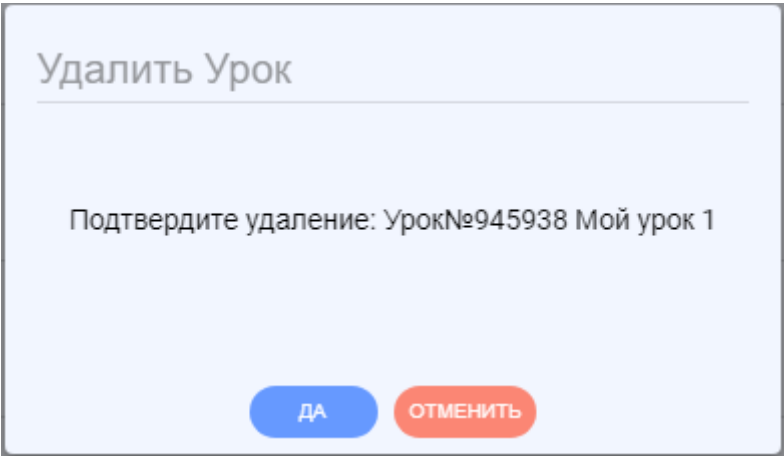 Удалить Урок
Подтвердите удаление: Урок№945938 Мой урок 1
ДА ОТМЕНИТЬ